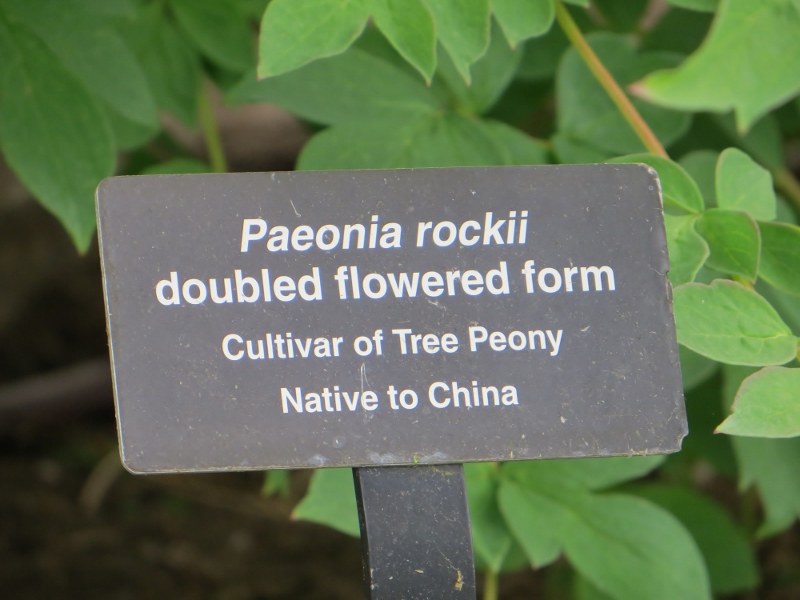 Paeonia rockii
doubled flowered form
Cultivar of Tree Peony
Native to China